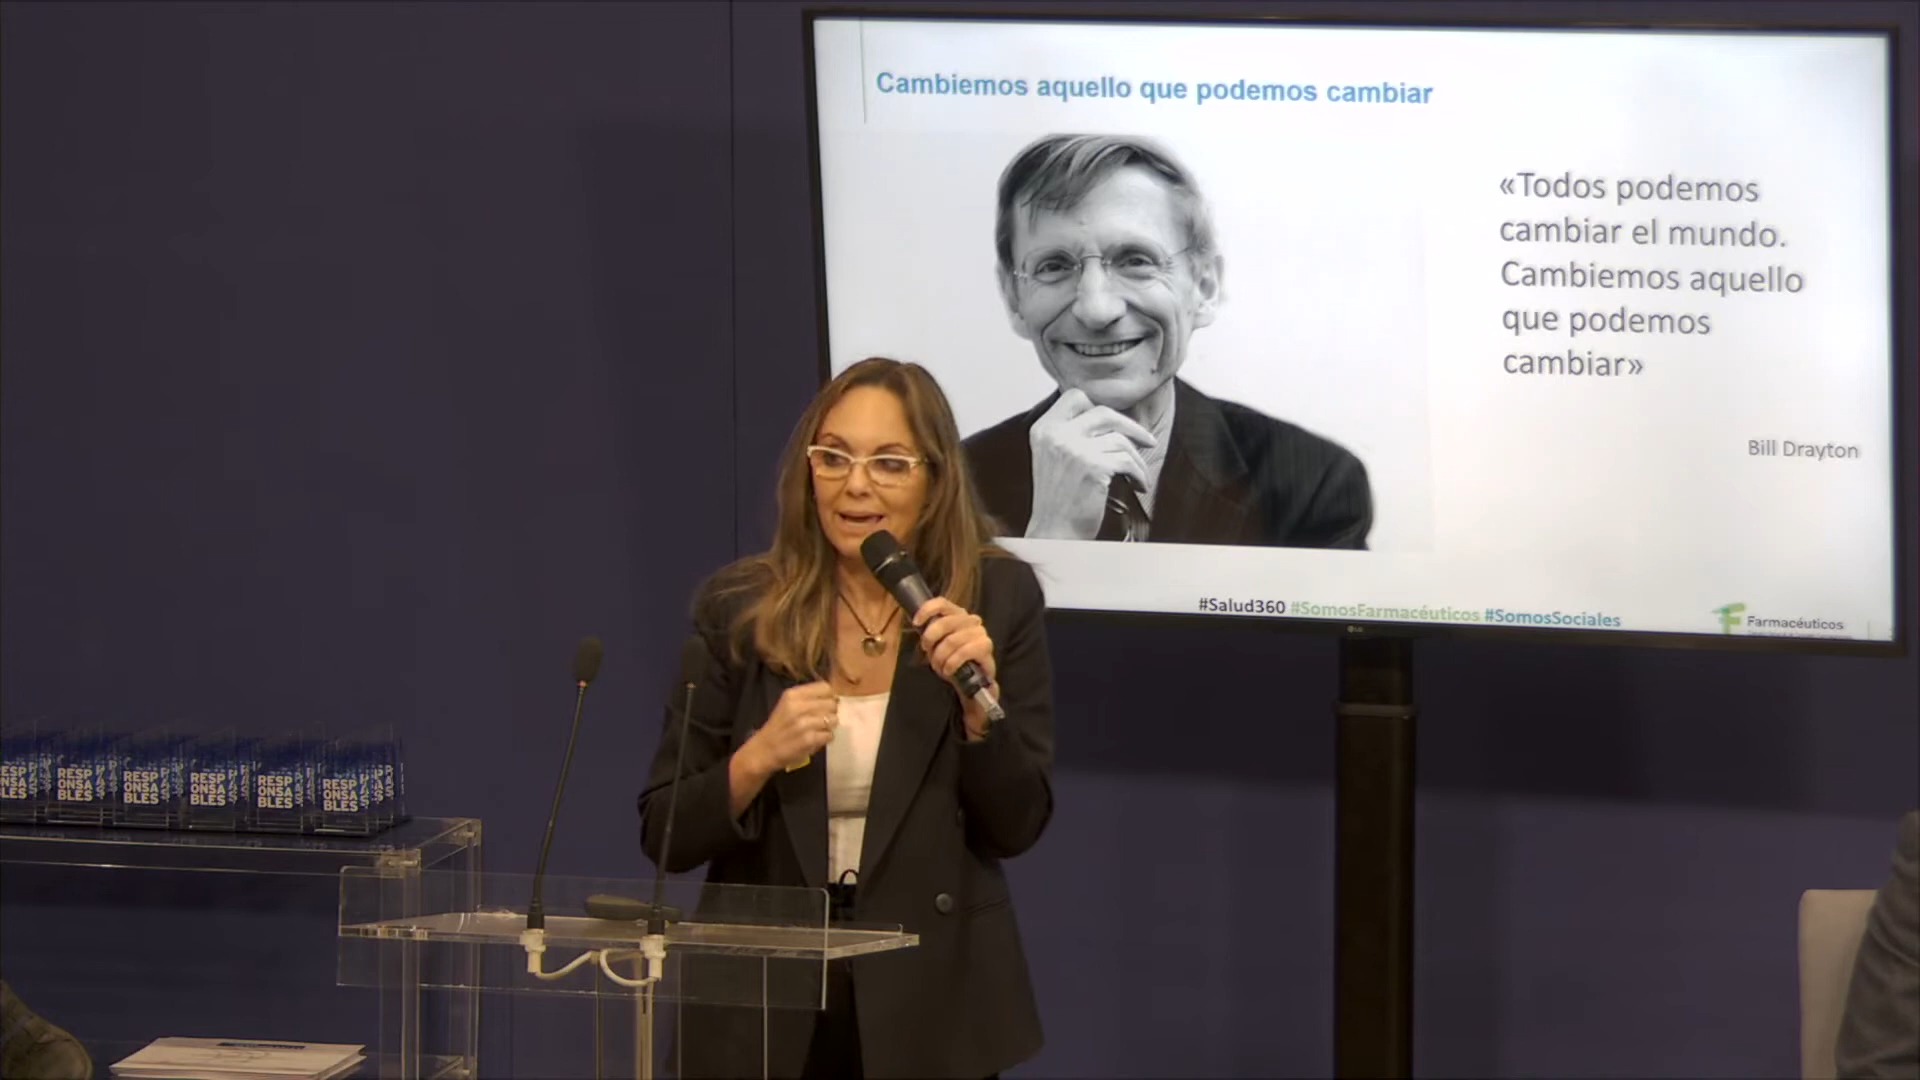 Cambiemos aquello que podemos cambiar
«Todos podemos
cambiar el mundo.
Cambiemos aquello
que podemos
cambiar»
Bill Drayton
#Salud360 #SomosFarmacéuticos #SomosSociales
Farmacéuticos
LG
RESP
ONSA
BLES
RESP
ONSA
BLES
RESP
ONSA
BLES
RESP
ONSA
BLES
RESP
ONSA
BLES